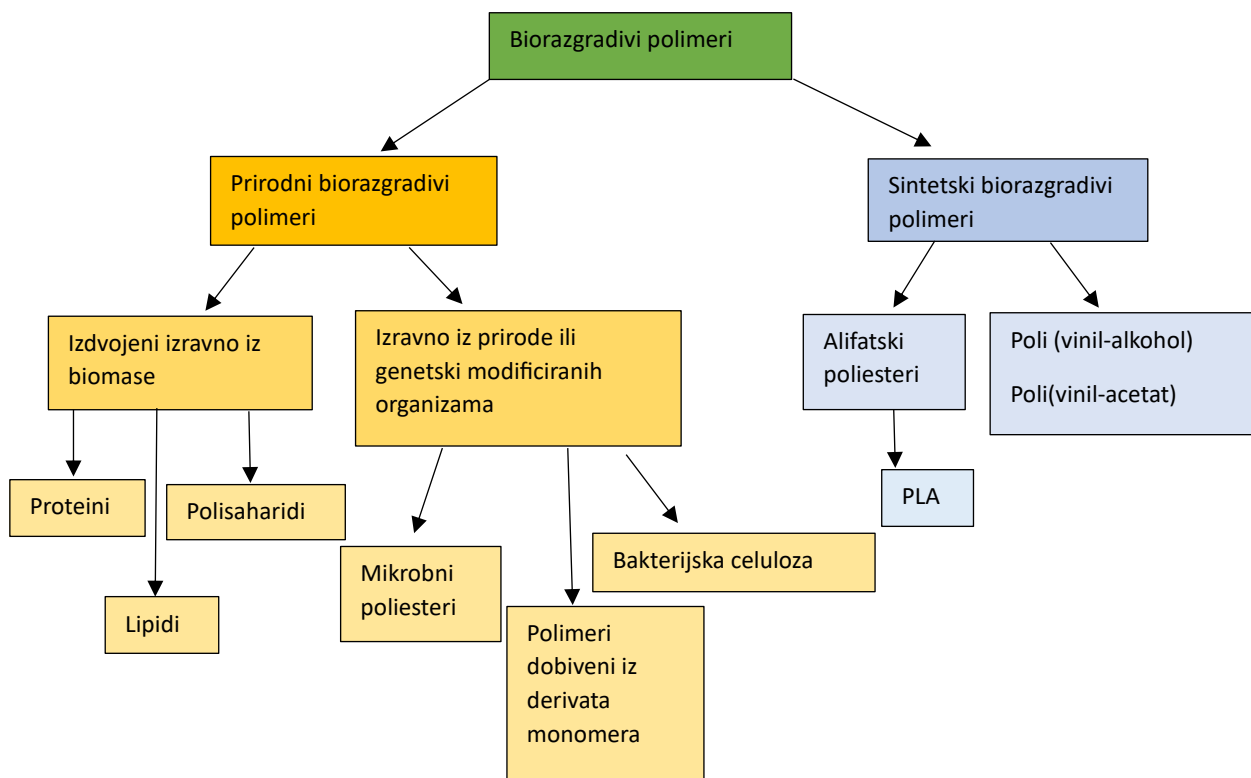 Biorazgradivi polimeri
Prirodni biorazgradivi
polimeri
Sintetski biorazgradivi
polimeri
Izdvojeni izravno iz
biomase
Izravno iz prirode ili
genetski modificiranih
organizama
Alifatski
poliesteri
Poli (vinil-alkohol)
Poli(vinil-acetat)
Proteini
Polisaharidi
PLA
Lipidi
Mikrobni
poliesteri
Bakterijska celuloza
Polimeri
dobiveni iz
derivata
monomera